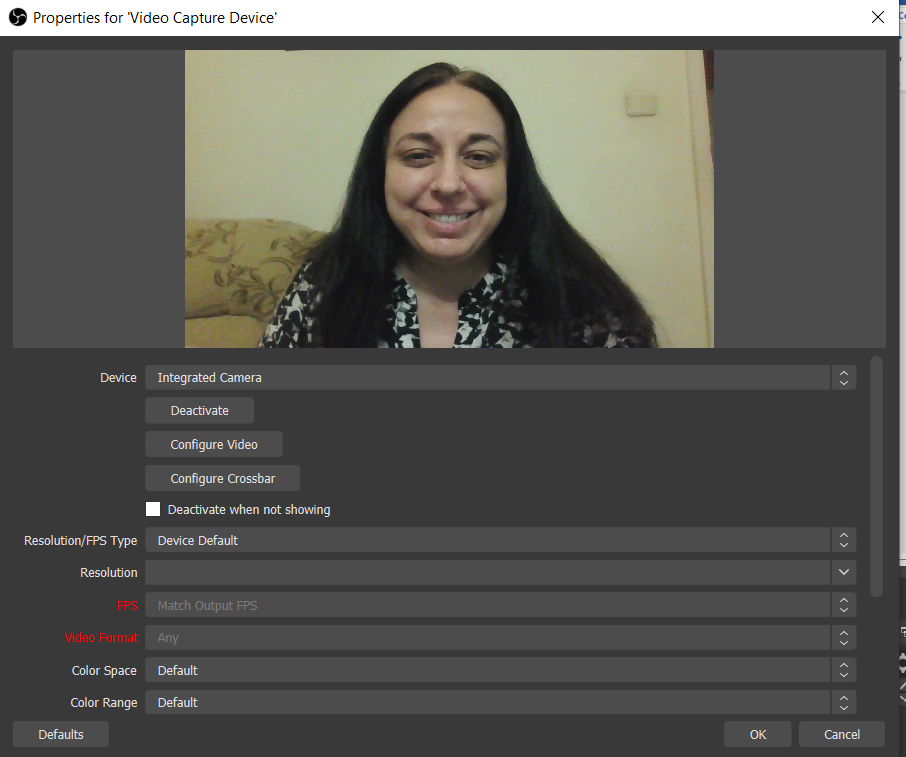 Properties for 'Video Capture Device'
Device Integrated Camera
Deactivate
Configure Video
Configure Crossbar
Deactivate when not showing
Resolution/FPS Type Device Default
Resolution
FPS Match Output FPS
Video Format Any
Color Space Default
Color Range Default
Defaults OK Cancel